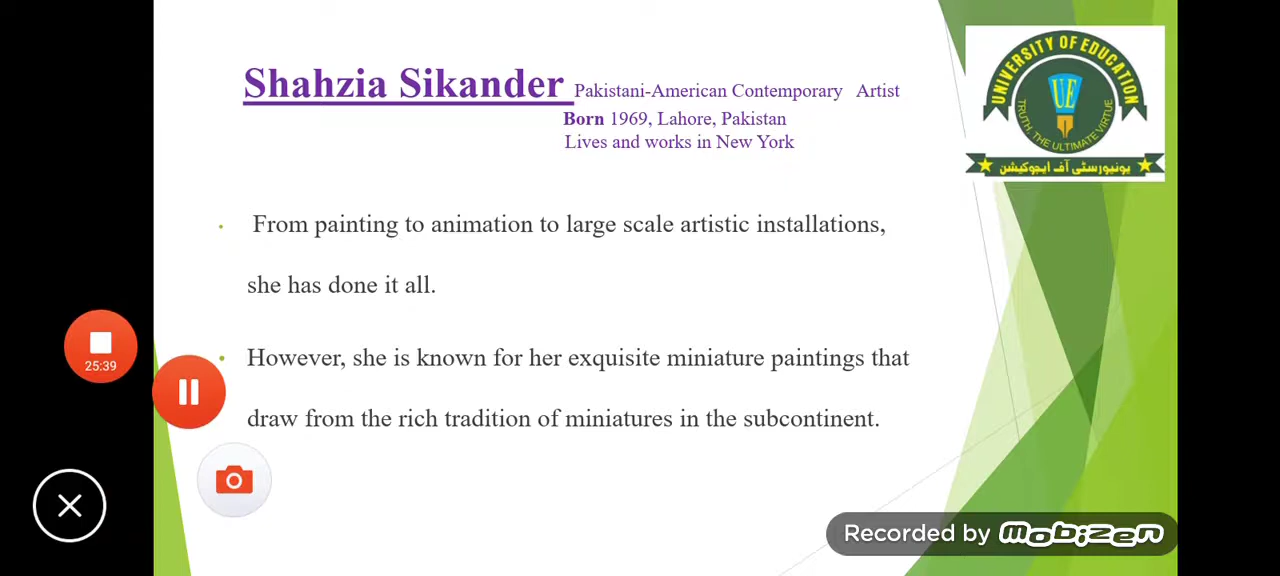 Shahzia Sikander Pakistani-American Contemporary Artist
Born 1969, Lahore, Pakistan
Lives and works in New York
UNIVERSITY OF EDUCATION
UE
TRUTH, THE ULTIMATE VIRTUE
یونیورسٹی آف ایجوکیشن
• From painting to animation to large scale artistic installations,
she has done it all.
• However, she is known for her exquisite miniature paintings that
draw from the rich tradition of miniatures in the subcontinent.
25:39
Recorded by mobizen